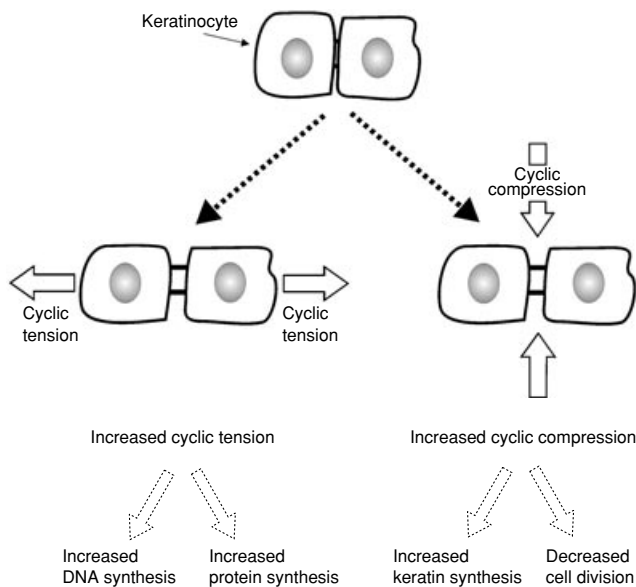 Keratinocyte
Cyclic
compression
Cyclic
tension
Cyclic
tension
Increased cyclic tension
Increased cyclic compression
Increased
DNA synthesis
Increased
protein synthesis
Increased
keratin synthesis
Decreased
cell division